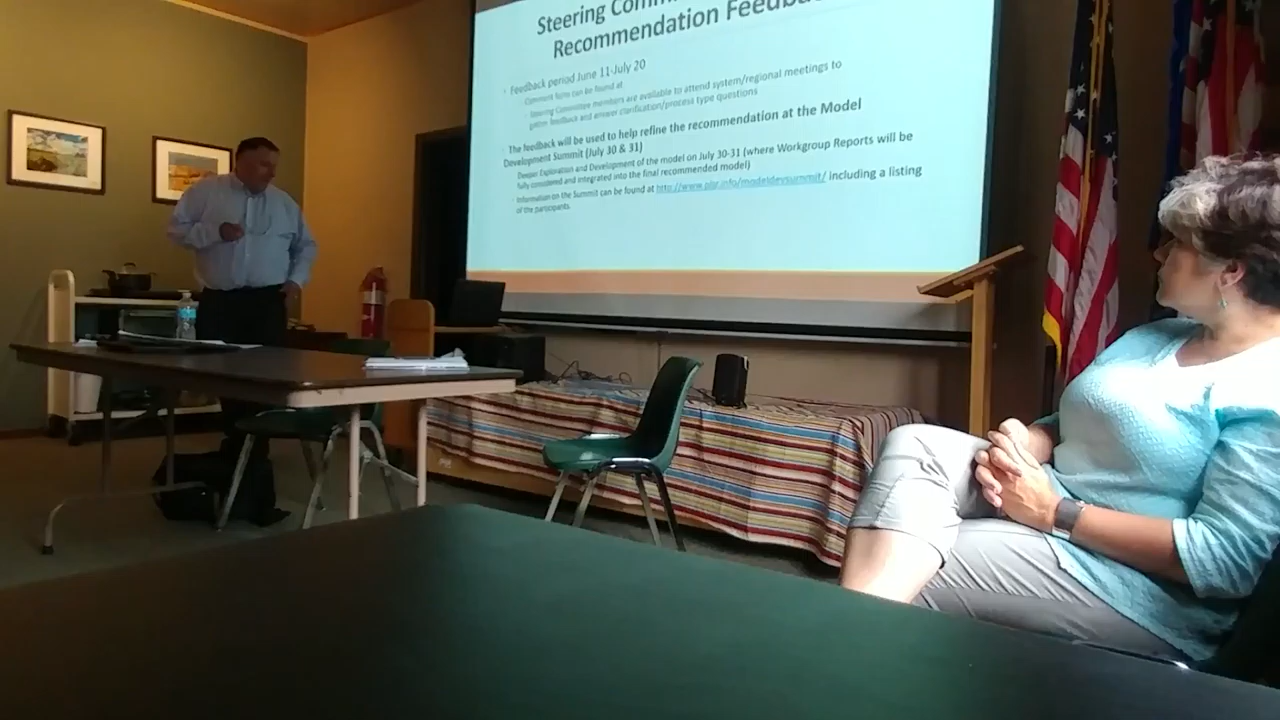 Steering Comm
Recommendation Feedba
Feedback period June 11-July 20
Comment form can be found at
Steering Committee members are available to attend system/regional meetings to
gather feedback and answer clarification/process type questions
The feedback will be used to help refine the recommendation at the Model
Development Summit (July 30 & 31)
Deeper Exploration and Development of the model on July 30-31 (where Workgroup Reports will be
fully considered and integrated into the final recommended model)
Information on the Summit can be found at http://www.plsr.info/modeldevsummit/ including a listing
of the participants.